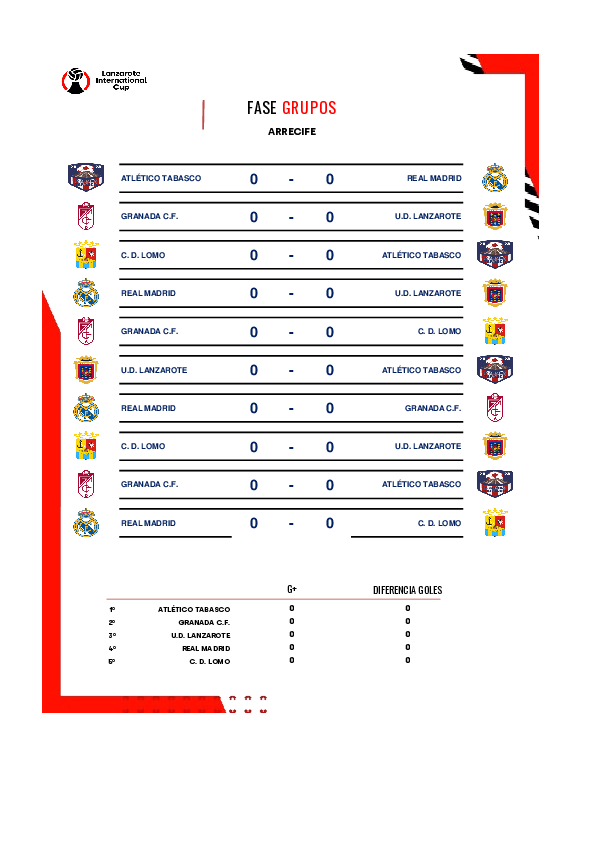 Lanzarote
International
Cup
FASE GRUPOS
ARRECIFE
ATLÉTICO TABASCO 0 - 0 REAL MADRID
GRANADA C.F. 0 - 0 U.D. LANZAROTE
C. D. LOMO 0 - 0 ATLÉTICO TABASCO
REAL MADRID 0 - 0 U.D. LANZAROTE
GRANADA C.F. 0 - 0 C. D. LOMO
U.D. LANZAROTE 0 - 0 ATLÉTICO TABASCO
REAL MADRID 0 - 0 GRANADA C.F.
C. D. LOMO 0 - 0 U.D. LANZAROTE
GRANADA C.F. 0 - 0 ATLÉTICO TABASCO
REAL MADRID 0 - 0 C. D. LOMO
G+ DIFERENCIA GOLES
1º ATLÉTICO TABASCO 0 0
2º GRANADA C.F. 0 0
3º U.D. LANZAROTE 0 0
4º REAL MADRID 0 0
5º C. D. LOMO 0 0